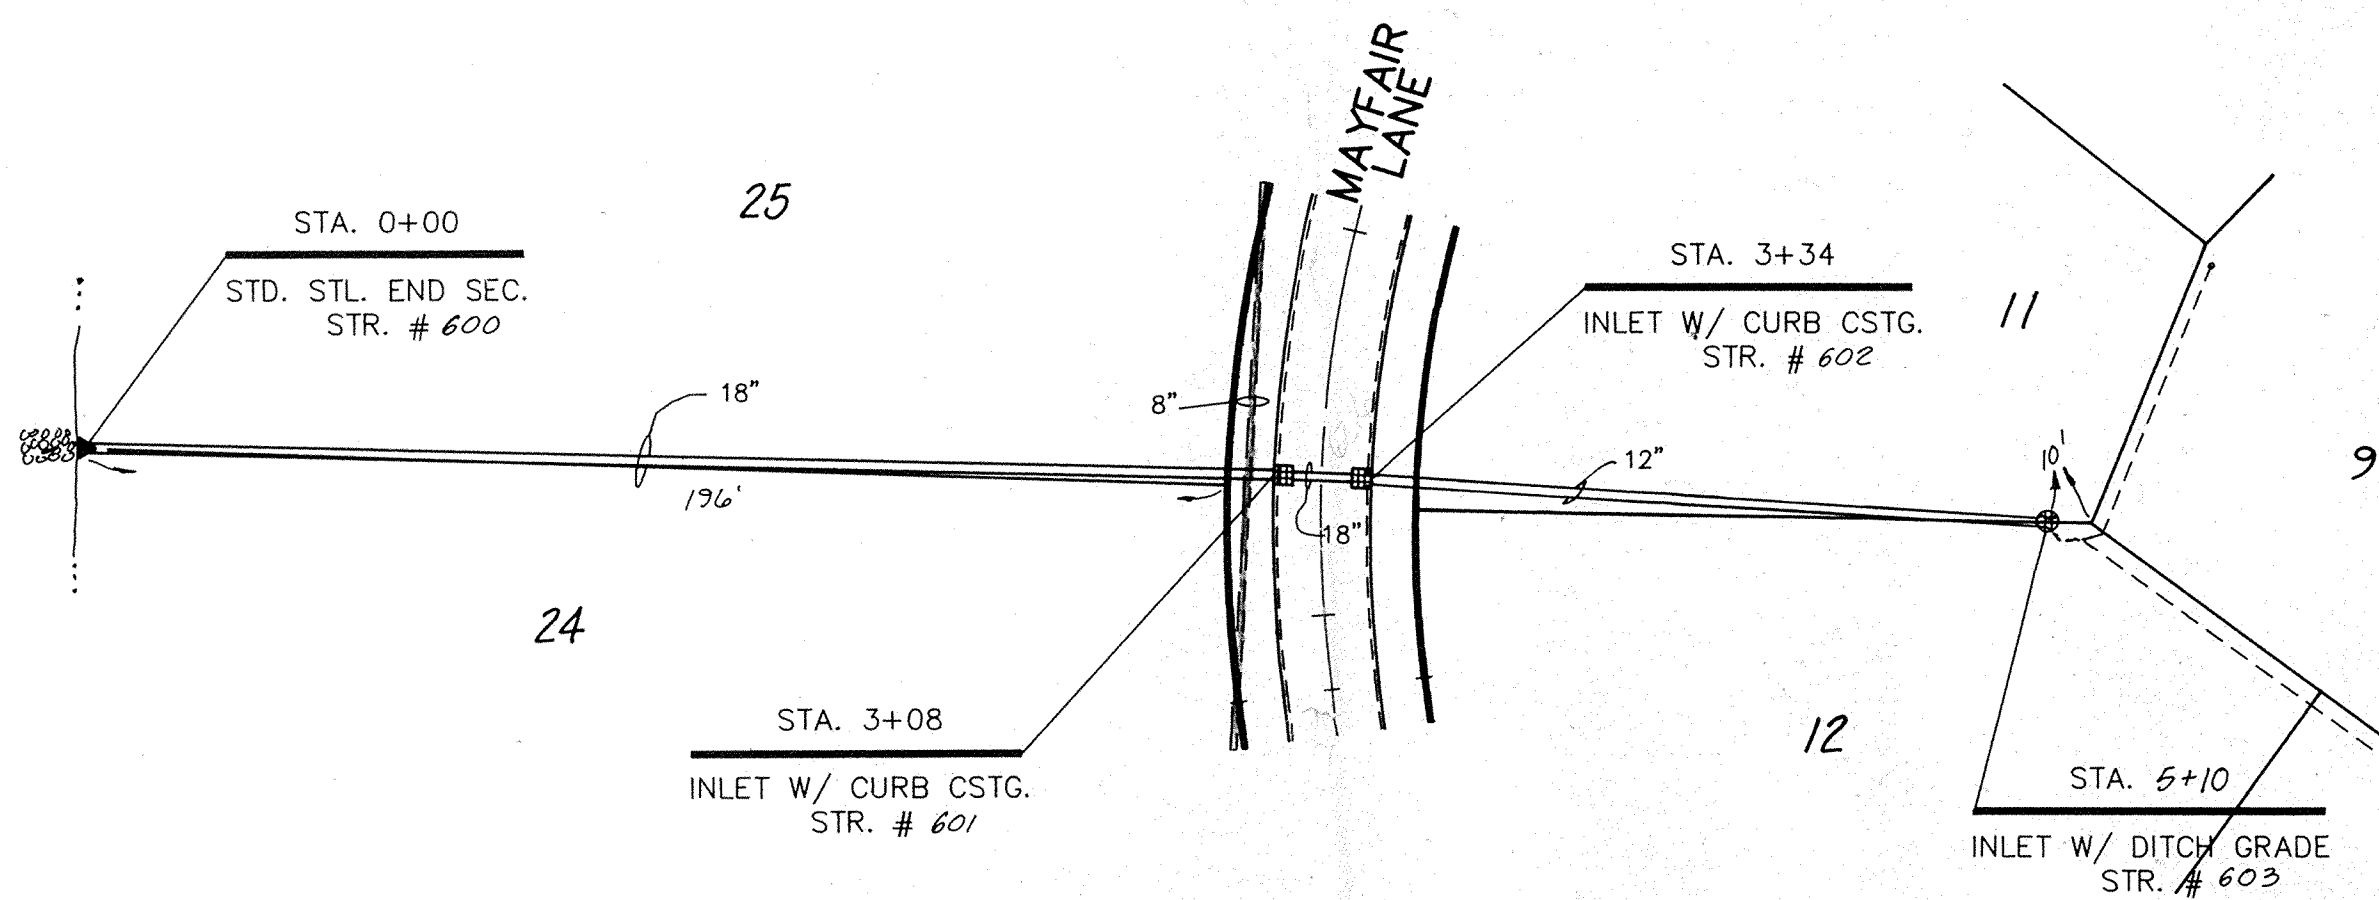 MAYFAIR
LANE
25
STA. 0+00
STD. STL. END SEC.
STR. # 600
STA. 3+34
INLET W/ CURB CSTG.
STR. # 602
11
18"
8"
12"
10'
9
196'
18"
24
STA. 3+08
INLET W/ CURB CSTG.
STR. # 601
12
STA. 5+10
INLET W/ DITCH GRADE
STR. # 603